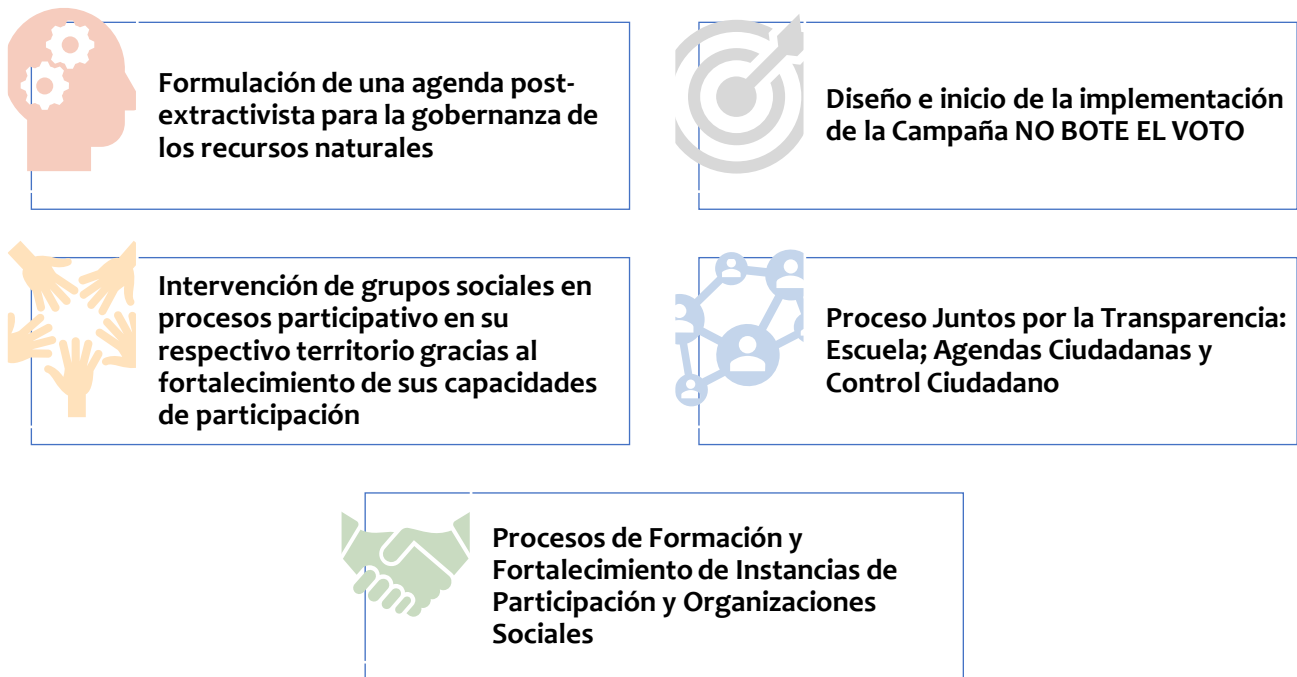 Formulación de una agenda post-
extractivista para la gobernanza de
los recursos naturales
Diseño e inicio de la implementación
de la Campaña NO BOTE EL VOTO
Intervención de grupos sociales en
procesos participativo en su
respectivo territorio gracias al
fortalecimiento de sus capacidades
de participación
Proceso Juntos por la Transparencia:
Escuela; Agendas Ciudadanas y
Control Ciudadano
Procesos de Formación y
Fortalecimiento de Instancias de
Participación y Organizaciones
Sociales